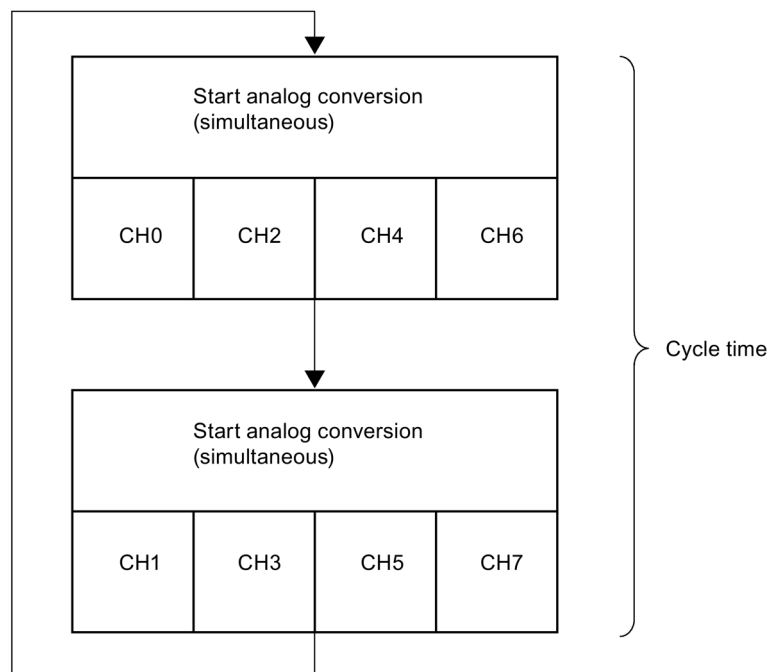 Start analog conversion
(simultaneous)
CH0 CH2 CH4 CH6
Cycle time
Start analog conversion
(simultaneous)
CH1 CH3 CH5 CH7